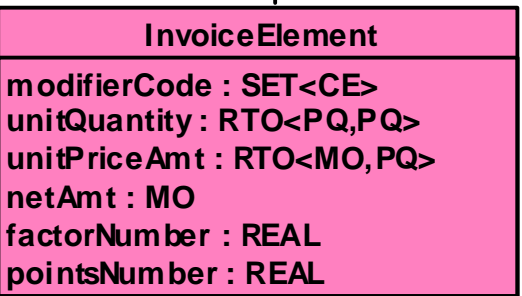 InvoiceElement
modifierCode : SET<CE>
unitQuantity : RTO<PQ,PQ>
unitPriceAmt : RTO<MO,PQ>
netAmt : MO
factorNumber : REAL
pointsNumber : REAL